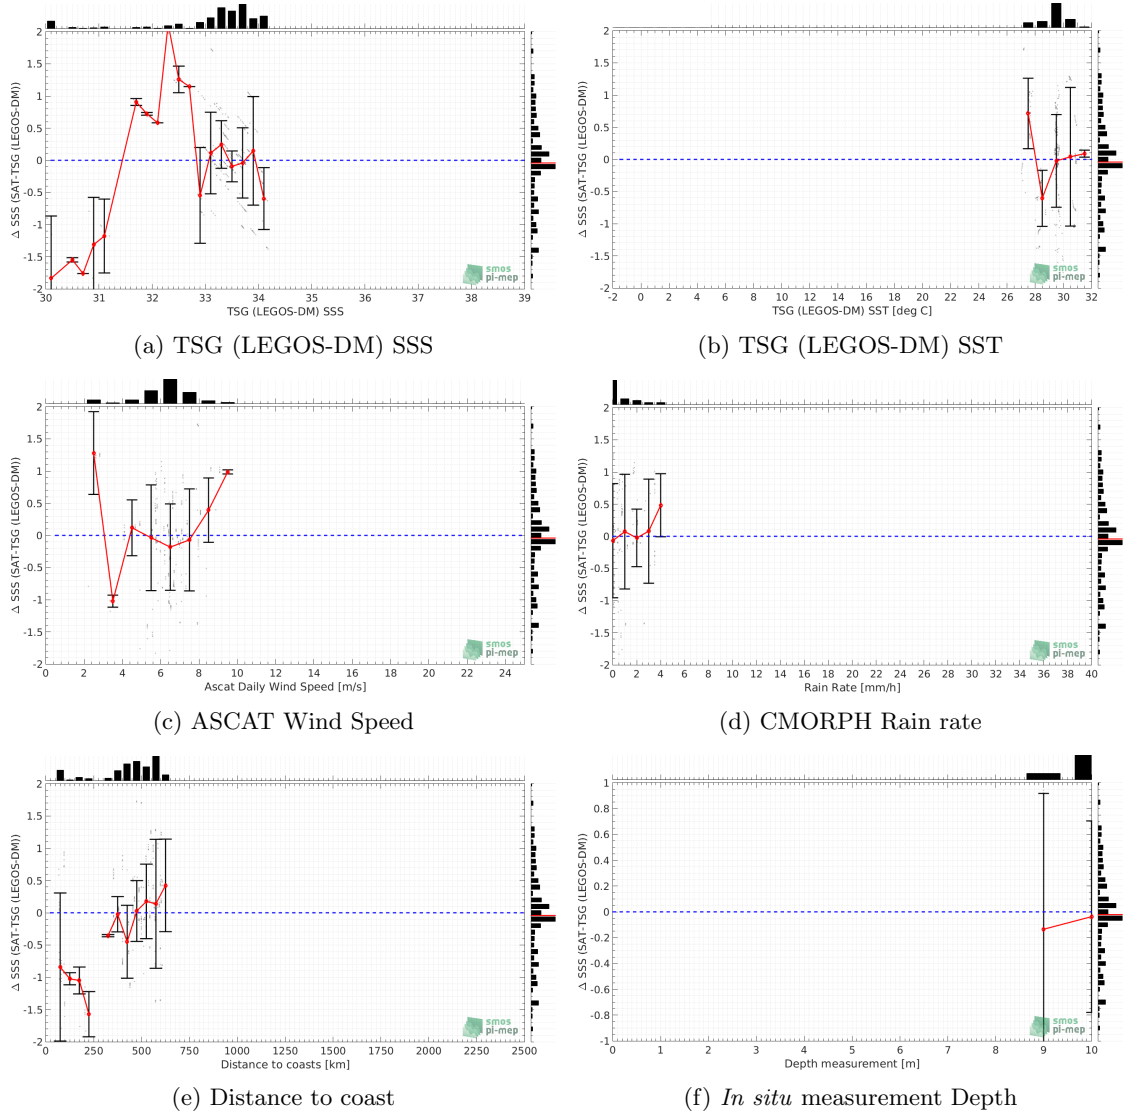 2
1.5
1
0.5
0
-0.5
-1
-1.5
-2
Δ SSS (SAT-TSG (LEGOS-DM))
30 31 32 33 34 35 36 37 38 39
TSG (LEGOS-DM) SSS
smos
pi-mep
(a) TSG (LEGOS-DM) SSS
2
1.5
1
0.5
0
-0.5
-1
-1.5
-2
Δ SSS (SAT-TSG (LEGOS-DM))
-2 0 2 4 6 8 10 12 14 16 18 20 22 24 26 28 30 32
TSG (LEGOS-DM) SST [deg C]
smos
pi-mep
(b) TSG (LEGOS-DM) SST
2
1.5
1
0.5
0
-0.5
-1
-1.5
-2
Δ SSS (SAT-TSG (LEGOS-DM))
0 2 4 6 8 10 12 14 16 18 20 22 24
Ascat Daily Wind Speed [m/s]
smos
pi-mep
(c) ASCAT Wind Speed
2
1.5
1
0.5
0
-0.5
-1
-1.5
-2
Δ SSS (SAT-TSG (LEGOS-DM))
0 2 4 6 8 10 12 14 16 18 20 22 24 26 28 30 32 34 36 38 40
Rain Rate [mm/h]
smos
pi-mep
(d) CMORPH Rain rate
2
1.5
1
0.5
0
-0.5
-1
-1.5
-2
Δ SSS (SAT-TSG (LEGOS-DM))
0 250 500 750 1000 1250 1500 1750 2000 2250 2500
Distance to coasts [km]
smos
pi-mep
(e) Distance to coast
1
0.8
0.6
0.4
0.2
0
-0.2
-0.4
-0.6
-0.8
-1
Δ SSS (SAT-TSG (LEGOS-DM))
0 1 2 3 4 5 6 7 8 9 10
Depth measurement [m]
smos
pi-mep
(f) In situ measurement Depth